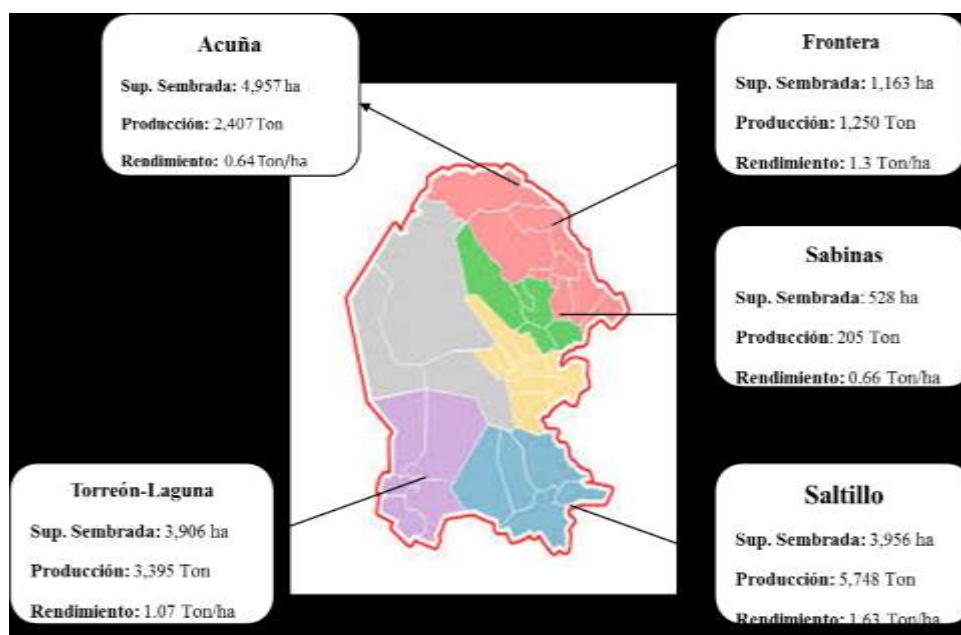 Acuña
Sup. Sembrada: 4,957 ha
Producción: 2,407 Ton
Rendimiento: 0.64 Ton/ha
Frontera
Sup. Sembrada: 1,163 ha
Producción: 1,250 Ton
Rendimiento: 1.3 Ton/ha
Sabinas
Sup. Sembrada: 528 ha
Producción: 205 Ton
Rendimiento: 0.66 Ton/ha
Torreón-Laguna
Sup. Sembrada: 3,906 ha
Producción: 3,395 Ton
Rendimiento: 1.07 Ton/ha
Saltillo
Sup. Sembrada: 3,956 ha
Producción: 5,748 Ton
Rendimiento: 1.63 Ton/ha